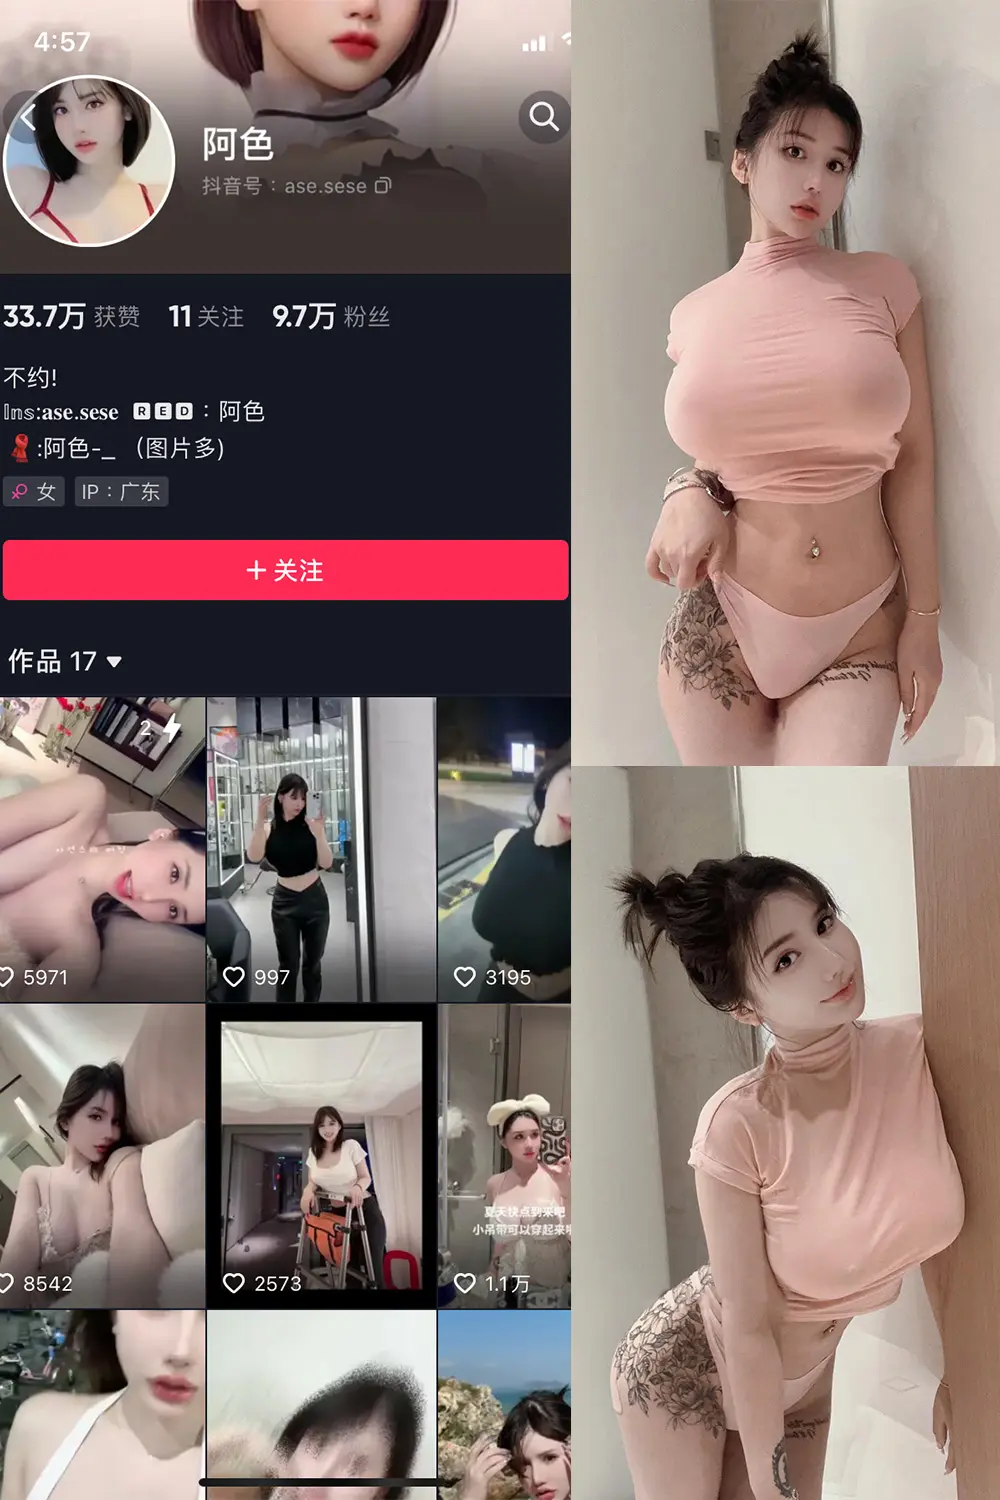 4:57
阿色
抖音号：ase.sese
33.7万 获赞 11 关注 9.7万 粉丝
不约!
𝕀𝕟𝕤:𝐚𝐬𝐞.𝐬𝐞𝐬𝐞 🆁🅴🅳：阿色
:阿色-_ （图片多)
女 IP：广东
+ 关注
作品 17
2
5971
997
3195
8542
2573
夏天快点到来吧
小吊带可以穿起来
1.1万